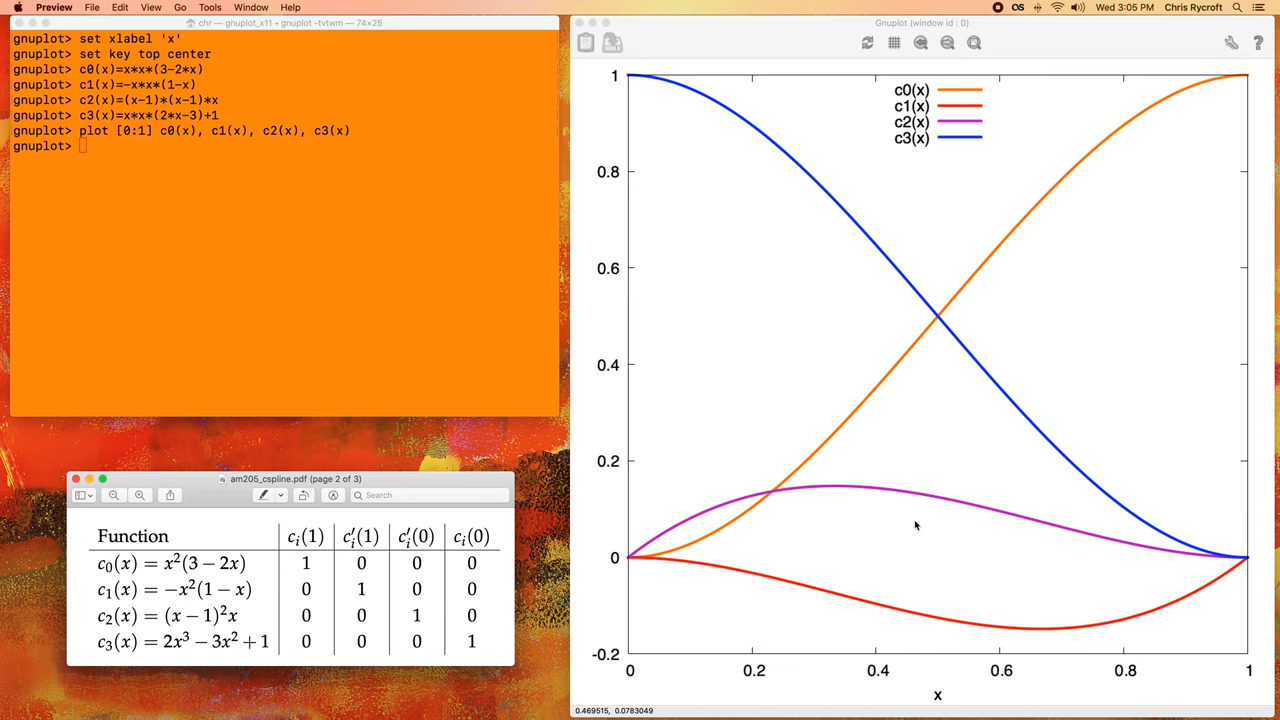 Preview File Edit View Go Tools Window Help Wed 3:05 PM Chris Rycroft
chr — gnuplot_x11 • gnuplot -tvtwm — 74×25
gnuplot> set xlabel 'x'
gnuplot> set key top center
gnuplot> c0(x)=x*x*(3-2*x)
gnuplot> c1(x)=-x*x*(1-x)
gnuplot> c2(x)=(x-1)*(x-1)*x
gnuplot> c3(x)=x*x*(2*x-3)+1
gnuplot> plot [0:1] c0(x), c1(x), c2(x), c3(x)
gnuplot>
am205_cspline.pdf (page 2 of 3)
Search
Function cᵢ(1) cᵢ′(1) cᵢ′(0) cᵢ(0)
c₀(x) = x²(3 − 2x) 1 0 0 0
c₁(x) = −x²(1 − x) 0 1 0 0
c₂(x) = (x − 1)²x 0 0 1 0
c₃(x) = 2x³ − 3x² + 1 0 0 0 1
Gnuplot (window id : 0)
?
c0(x)
c1(x)
c2(x)
c3(x)
1
0.8
0.6
0.4
0.2
0
-0.2
0 0.2 0.4 0.6 0.8 1
x
0.469515, 0.0783049